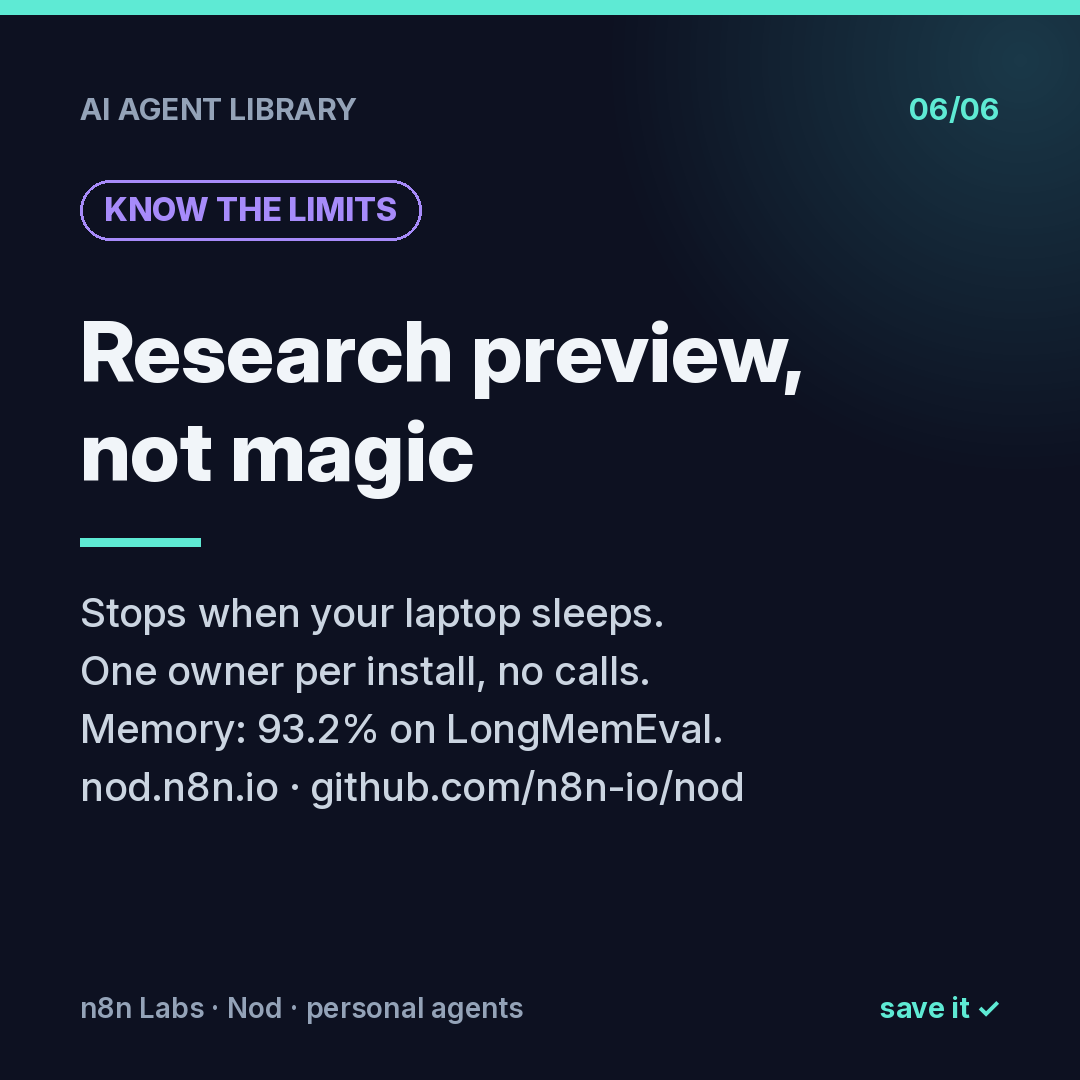 AI AGENT LIBRARY
06/06
KNOW THE LIMITS
Research preview,
not magic
Stops when your laptop sleeps.
One owner per install, no calls.
Memory: 93.2% on LongMemEval.
nod.n8n.io · github.com/n8n-io/nod
n8n Labs · Nod · personal agents
save it ✓